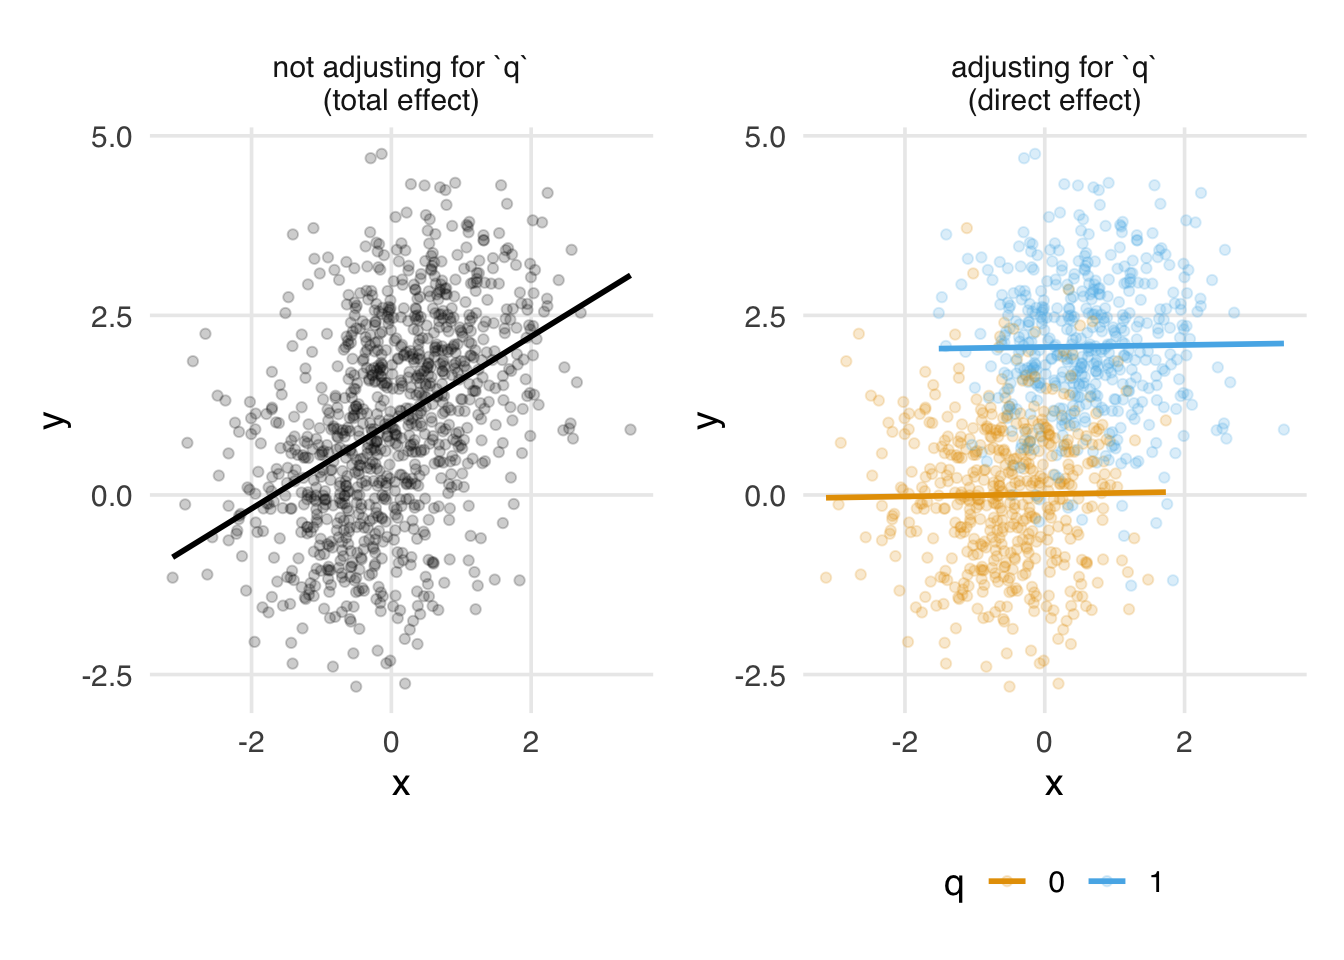 not adjusting for `q`
(total effect)
adjusting for `q`
(direct effect)
5.0
2.5
0.0
-2.5
y
-2
0
2
x
5.0
2.5
0.0
-2.5
y
-2
0
2
x
q 0 1